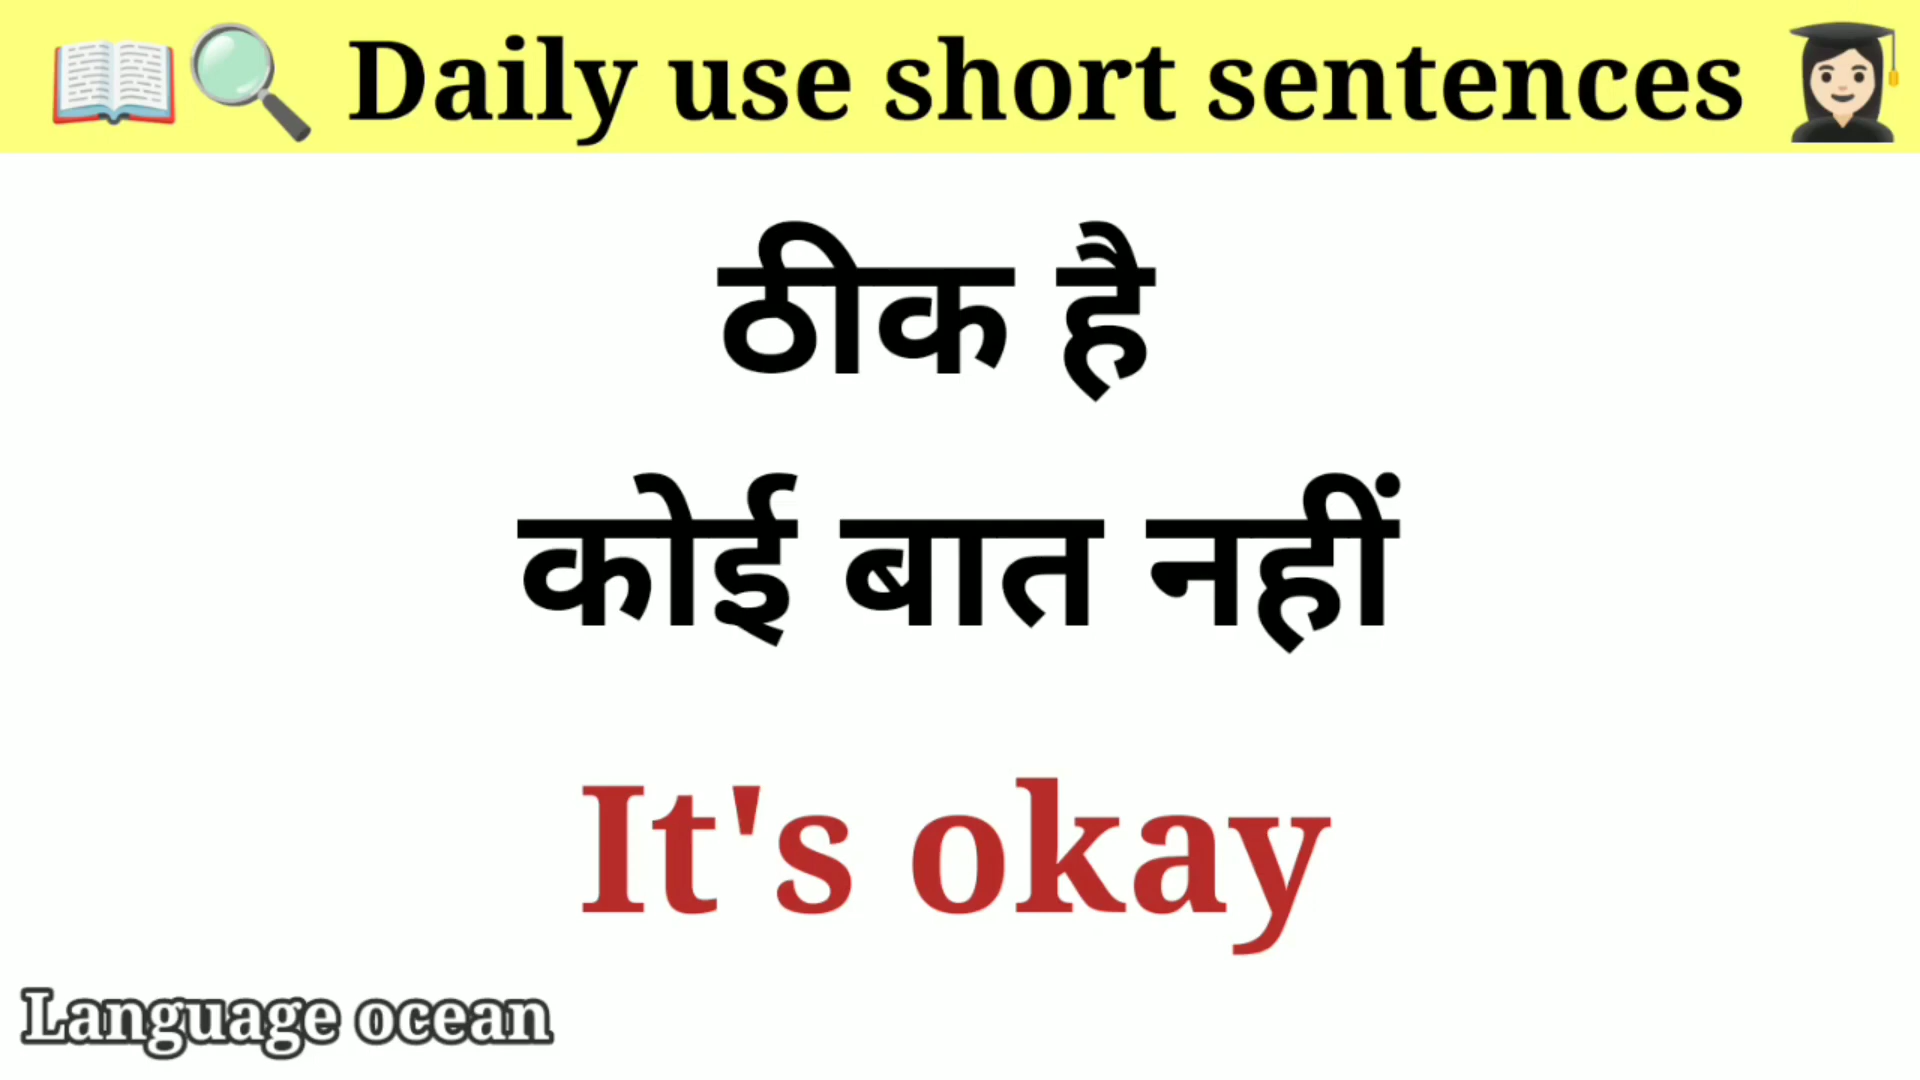 Daily use short sentences
ठीक है
कोई बात नहीं
It's okay
Language ocean